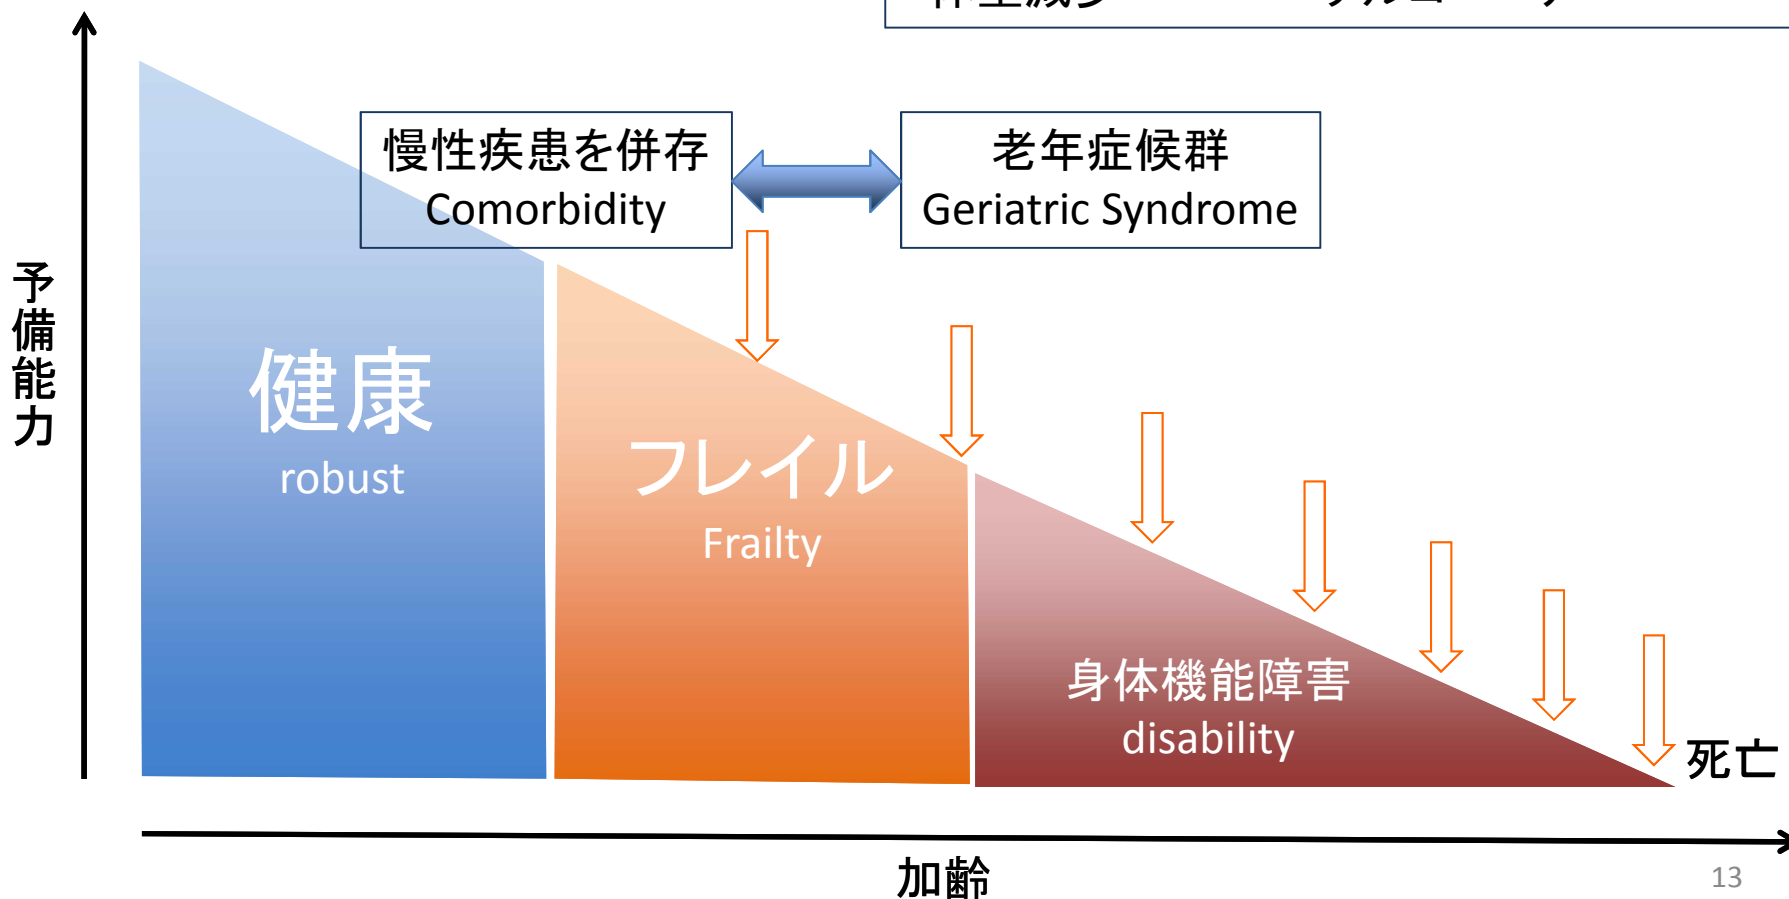 慢性疾患を併存
Comorbidity
老年症候群
Geriatric Syndrome
予備能力
健康
robust
フレイル
Frailty
身体機能障害
disability
死亡
加齢
13